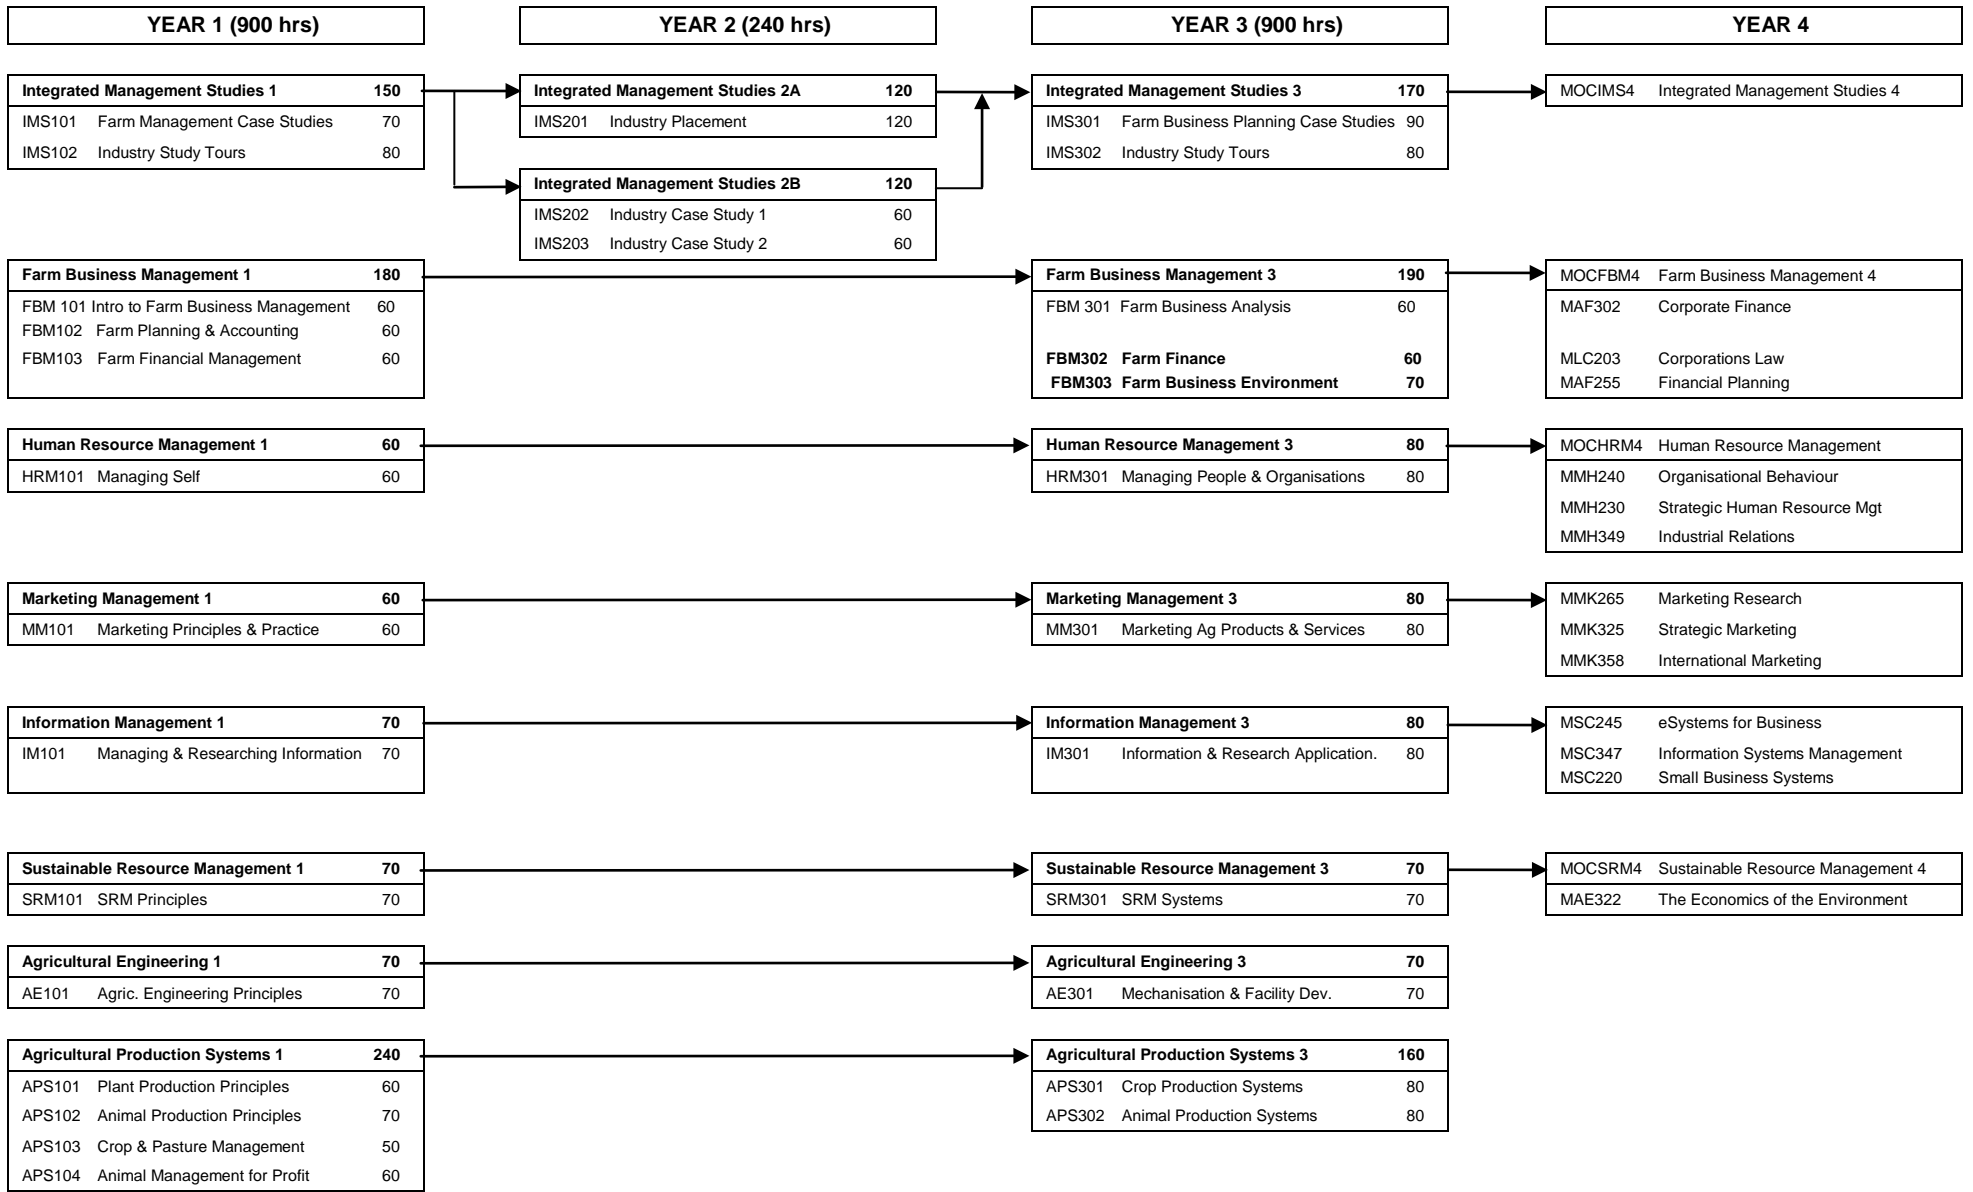 YEAR 1 (900 hrs)
YEAR 2 (240 hrs)
YEAR 3 (900 hrs)
YEAR 4
Integrated Management Studies 1 150
IMS101 Farm Management Case Studies 70
IMS102 Industry Study Tours 80
Integrated Management Studies 2A 120
IMS201 Industry Placement 120
Integrated Management Studies 2B 120
IMS202 Industry Case Study 1 60
IMS203 Industry Case Study 2 60
Integrated Management Studies 3 170
IMS301 Farm Business Planning Case Studies 90
IMS302 Industry Study Tours 80
MOCIMS4 Integrated Management Studies 4
Farm Business Management 1 180
FBM 101 Intro to Farm Business Management 60
FBM102 Farm Planning & Accounting 60
FBM103 Farm Financial Management 60
Farm Business Management 3 190
FBM 301 Farm Business Analysis 60
FBM302 Farm Finance 60
FBM303 Farm Business Environment 70
MOCFBM4 Farm Business Management 4
MAF302 Corporate Finance
MLC203 Corporations Law
MAF255 Financial Planning
Human Resource Management 1 60
HRM101 Managing Self 60
Human Resource Management 3 80
HRM301 Managing People & Organisations 80
MOCHRM4 Human Resource Management
MMH240 Organisational Behaviour
MMH230 Strategic Human Resource Mgt
MMH349 Industrial Relations
Marketing Management 1 60
MM101 Marketing Principles & Practice 60
Marketing Management 3 80
MM301 Marketing Ag Products & Services 80
MMK265 Marketing Research
MMK325 Strategic Marketing
MMK358 International Marketing
Information Management 1 70
IM101 Managing & Researching Information 70
Information Management 3 80
IM301 Information & Research Application. 80
MSC245 eSystems for Business
MSC347 Information Systems Management
MSC220 Small Business Systems
Sustainable Resource Management 1 70
SRM101 SRM Principles 70
Sustainable Resource Management 3 70
SRM301 SRM Systems 70
MOCSRM4 Sustainable Resource Management 4
MAE322 The Economics of the Environment
Agricultural Engineering 1 70
AE101 Agric. Engineering Principles 70
Agricultural Engineering 3 70
AE301 Mechanisation & Facility Dev. 70
Agricultural Production Systems 1 240
APS101 Plant Production Principles 60
APS102 Animal Production Principles 70
APS103 Crop & Pasture Management 50
APS104 Animal Management for Profit 60
Agricultural Production Systems 3 160
APS301 Crop Production Systems 80
APS302 Animal Production Systems 80